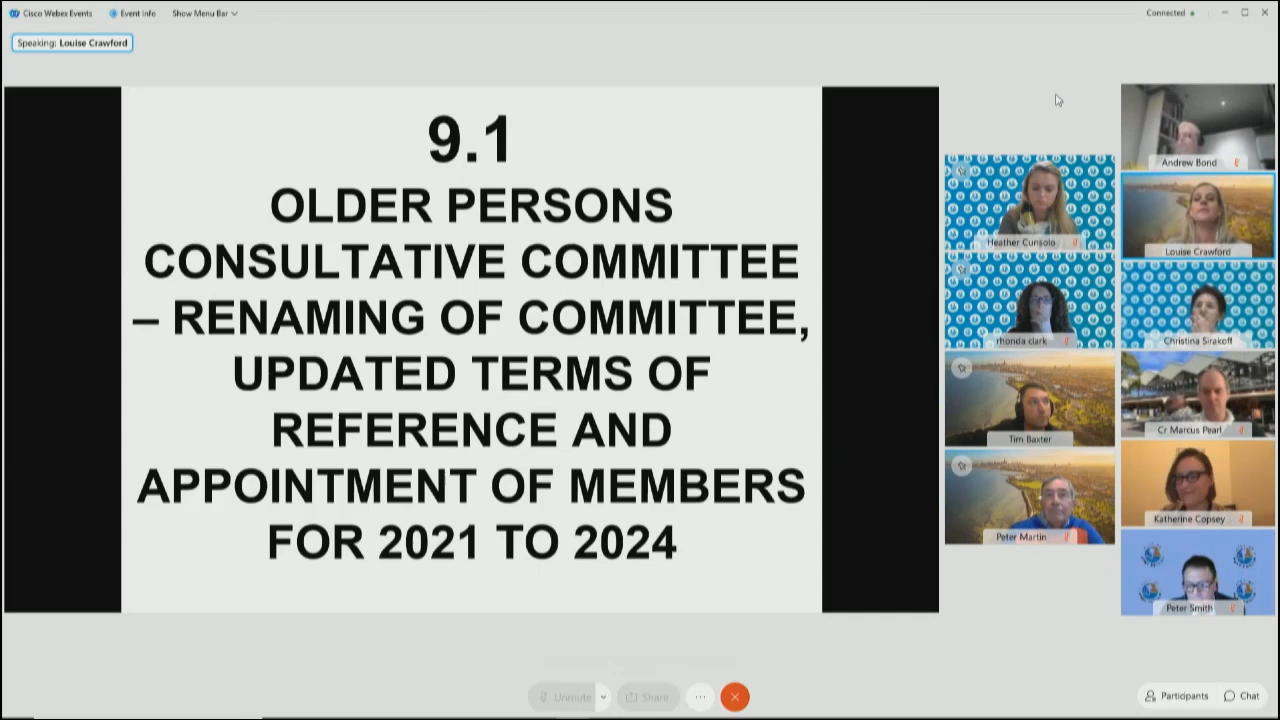 Cisco Webex Events
Event Info
Show Menu Bar
Connected
Speaking: Louise Crawford
9.1
OLDER PERSONS
CONSULTATIVE COMMITTEE
– RENAMING OF COMMITTEE,
UPDATED TERMS OF
REFERENCE AND
APPOINTMENT OF MEMBERS
FOR 2021 TO 2024
Heather Cunsolo
rhonda clark
Tim Baxter
Peter Martin
Andrew Bond
Louise Crawford
Christina Sirakoff
Cr Marcus Pearl
Katherine Copsey
Peter Smith
Unmute
Share
Participants
Chat